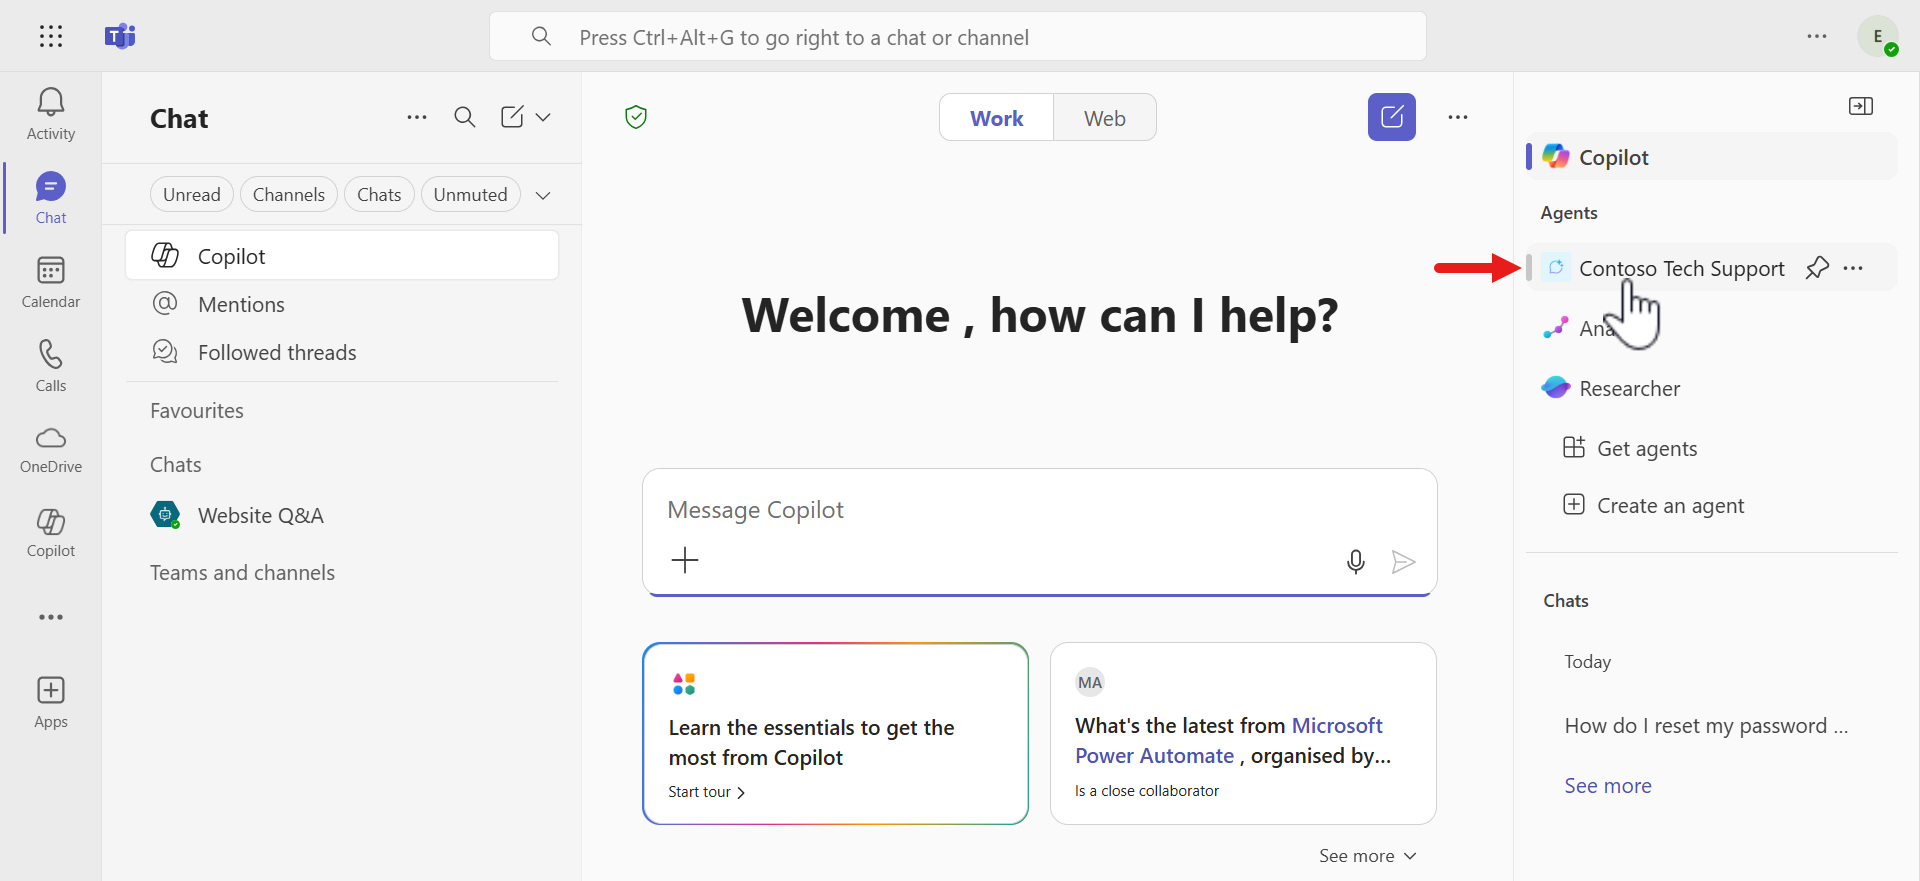 Press Ctrl+Alt+G to go right to a chat or channel
E
Activity
Chat
Calendar
Calls
OneDrive
Copilot
Apps
Chat
Unread
Channels
Chats
Unmuted
Copilot
Mentions
Followed threads
Favourites
Chats
Website Q&A
Teams and channels
Work
Web
Welcome , how can I help?
Message Copilot
Learn the essentials to get the
most from Copilot
Start tour
MA
What's the latest from Microsoft
Power Automate , organised by...
Is a close collaborator
See more
Copilot
Agents
Contoso Tech Support
Researcher
Get agents
Create an agent
Chats
Today
How do I reset my password ...
See more